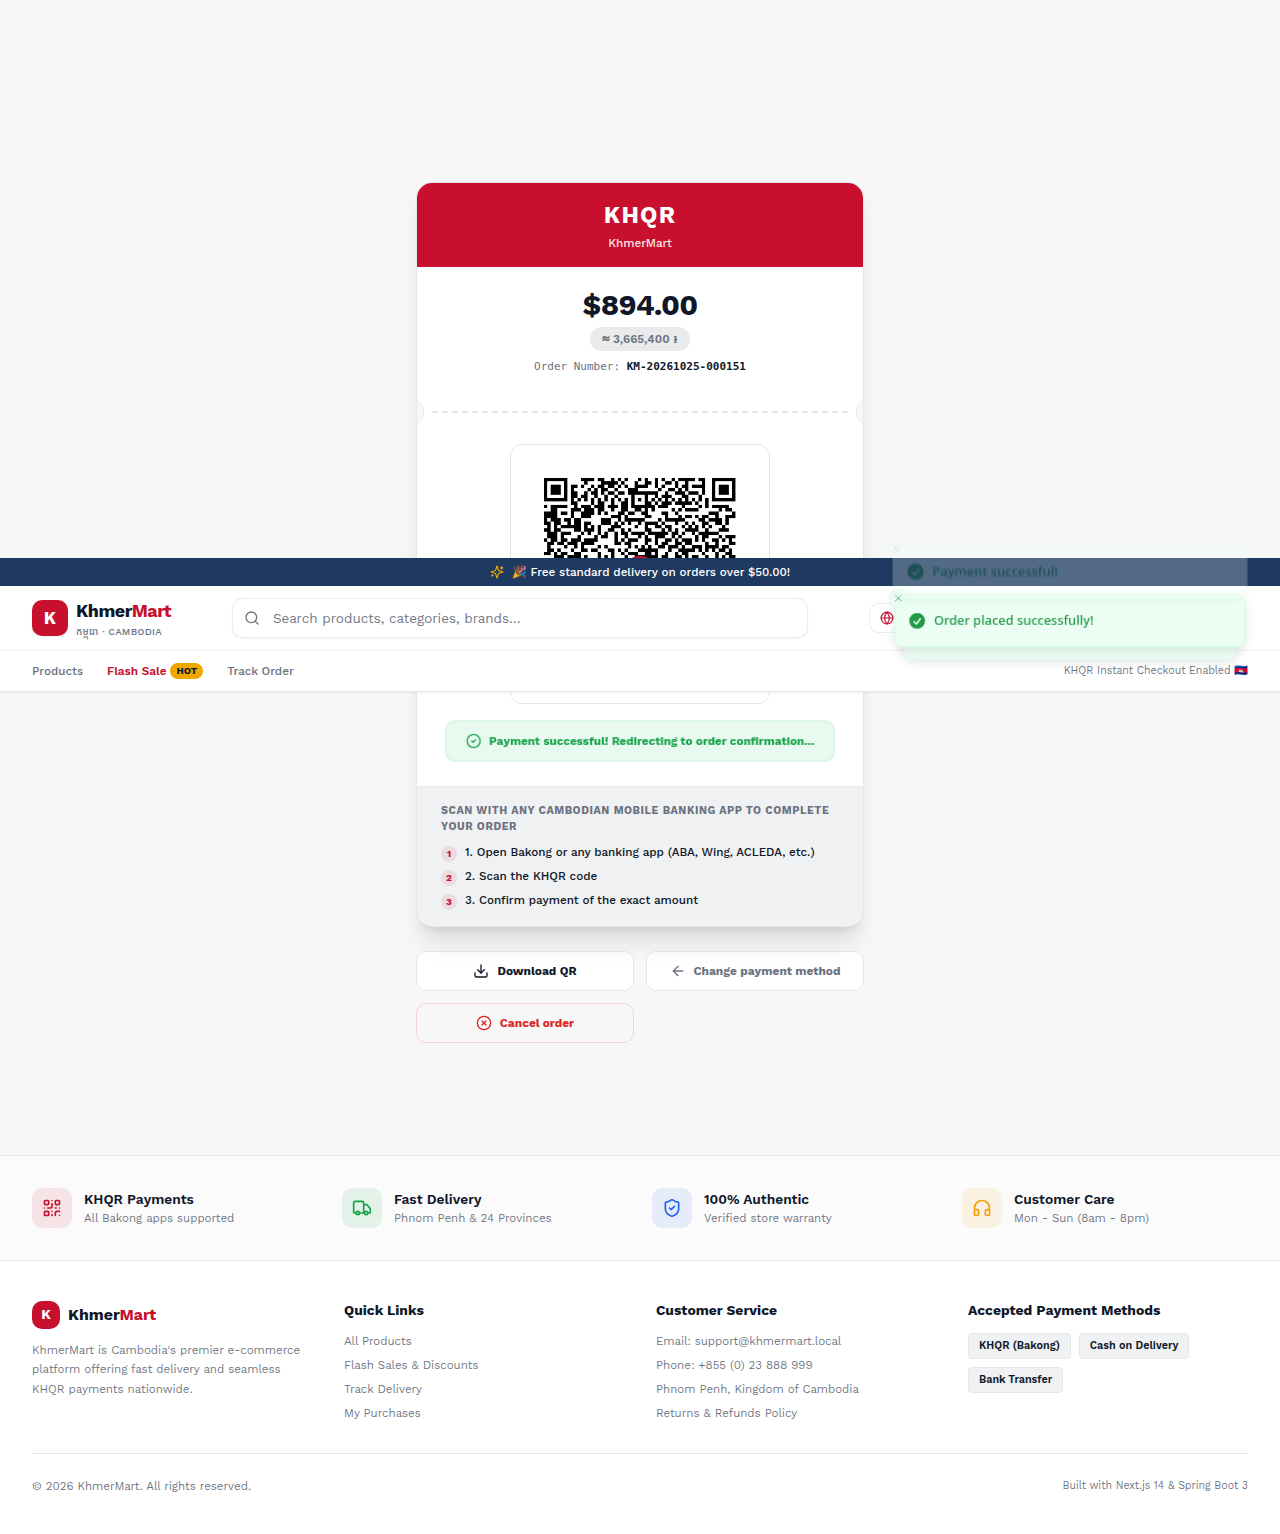 KHQR
KhmerMart
$894.00
≈ 3,665,400 ៛
Order Number: KM-20261025-000151
✨ 🎉 Free standard delivery on orders over $50.00!
Payment successful!
K KhmerMart
កម្ពុជា · CAMBODIA
Search products, categories, brands...
Order placed successfully!
Products Flash Sale HOT Track Order
KHQR Instant Checkout Enabled 🇰🇭
Payment successful! Redirecting to order confirmation...
SCAN WITH ANY CAMBODIAN MOBILE BANKING APP TO COMPLETE
YOUR ORDER
1 1. Open Bakong or any banking app (ABA, Wing, ACLEDA, etc.)
2 2. Scan the KHQR code
3 3. Confirm payment of the exact amount
Download QR
Change payment method
Cancel order
KHQR Payments
All Bakong apps supported
Fast Delivery
Phnom Penh & 24 Provinces
100% Authentic
Verified store warranty
Customer Care
Mon - Sun (8am - 8pm)
K KhmerMart
KhmerMart is Cambodia's premier e-commerce
platform offering fast delivery and seamless
KHQR payments nationwide.
Quick Links
All Products
Flash Sales & Discounts
Track Delivery
My Purchases
Customer Service
Email: support@khmermart.local
Phone: +855 (0) 23 888 999
Phnom Penh, Kingdom of Cambodia
Returns & Refunds Policy
Accepted Payment Methods
KHQR (Bakong) Cash on Delivery
Bank Transfer
© 2026 KhmerMart. All rights reserved.
Built with Next.js 14 & Spring Boot 3